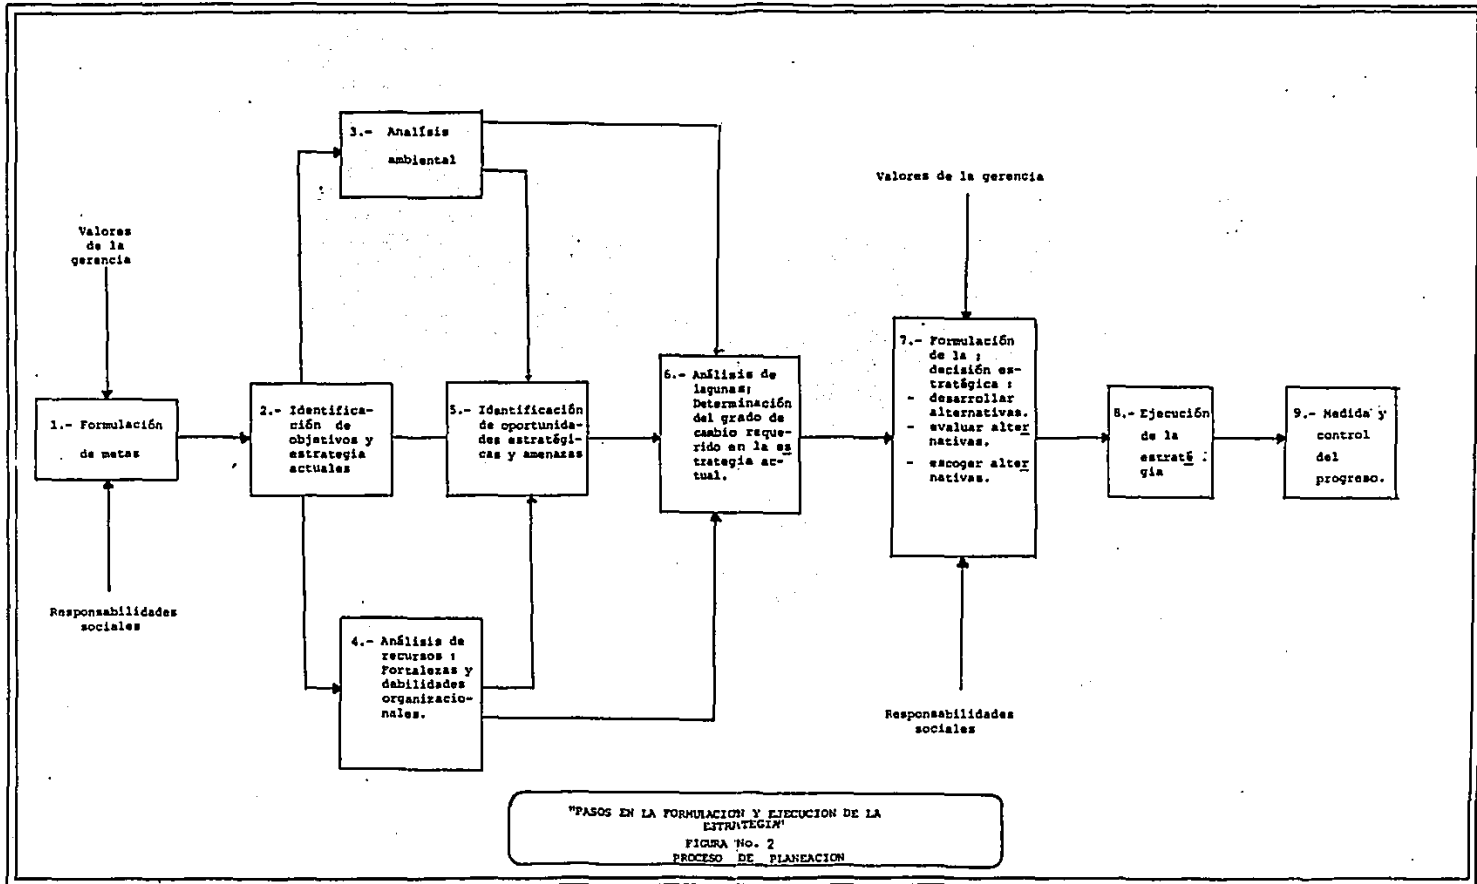 Valores
de la
gerencia
1.- Formulación
de metas
Responsabilidades
sociales
2.- Identifica-
ción de
objetivos y
estrategia
actuales
3.- Analísis
ambiental
4.- Análisis de
recursos :
Fortalezas y
dabilidades
organizacio-
nales.
5.- Identificación
de oportunida-
des estratégi-
cas y amenazas
6.- Análisis de
lagunas;
Determinación
del grado de
cambio reque-
rido en la es
trategia ac-
tual.
Valores de la gerencia
7.- Formulación
de la ;
decisión es-
tratégica :
- desarrollar
alternativas.
- evaluar alter
nativas.
- escoger alter
nativas.
Responsabilidades
sociales
8.- Ejecución
de la
estraté :
gia
9.- Medida y
control
del
progreso.
"PASOS EN LA FORMULACION Y EJECUCION DE LA
ESTRATEGIA"
FIGURA No. 2
PROCESO DE PLANEACION